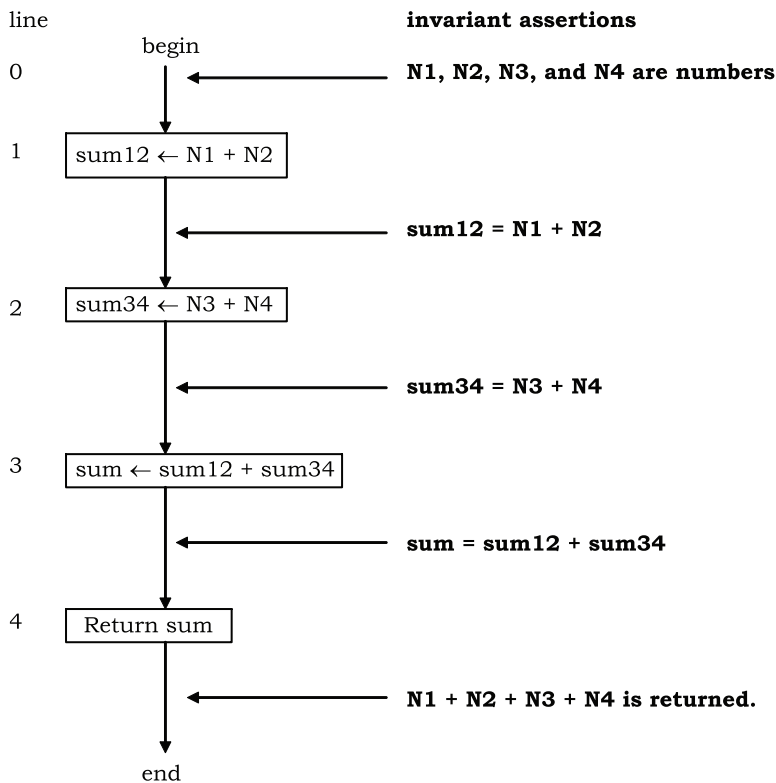 line
invariant assertions
begin
0
N1, N2, N3, and N4 are numbers
1
sum12 ← N1 + N2
sum12 = N1 + N2
2
sum34 ← N3 + N4
sum34 = N3 + N4
3
sum ← sum12 + sum34
sum = sum12 + sum34
4
Return sum
N1 + N2 + N3 + N4 is returned.
end